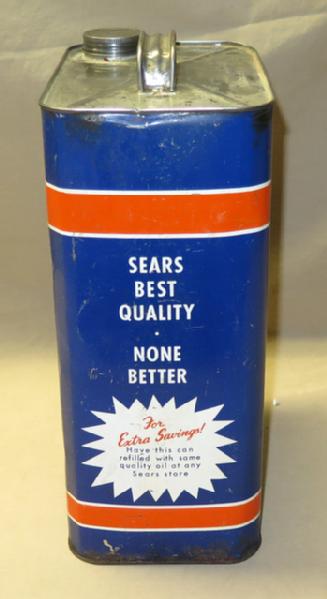 SEARS
BEST
QUALITY
·
NONE
BETTER
For
Extra Savings!
Have this can
refilled with same
quality oil at any
Sears store